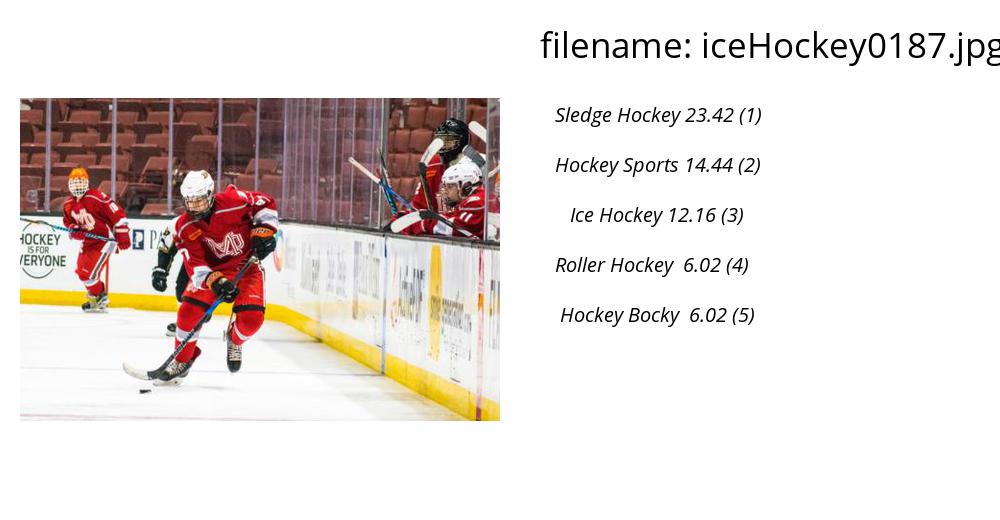 filename: iceHockey0187.jpg
Sledge Hockey 23.42 (1)
Hockey Sports 14.44 (2)
Ice Hockey 12.16 (3)
Roller Hockey 6.02 (4)
Hockey Bocky 6.02 (5)
HOCKEY
IS FOR
VERYONE